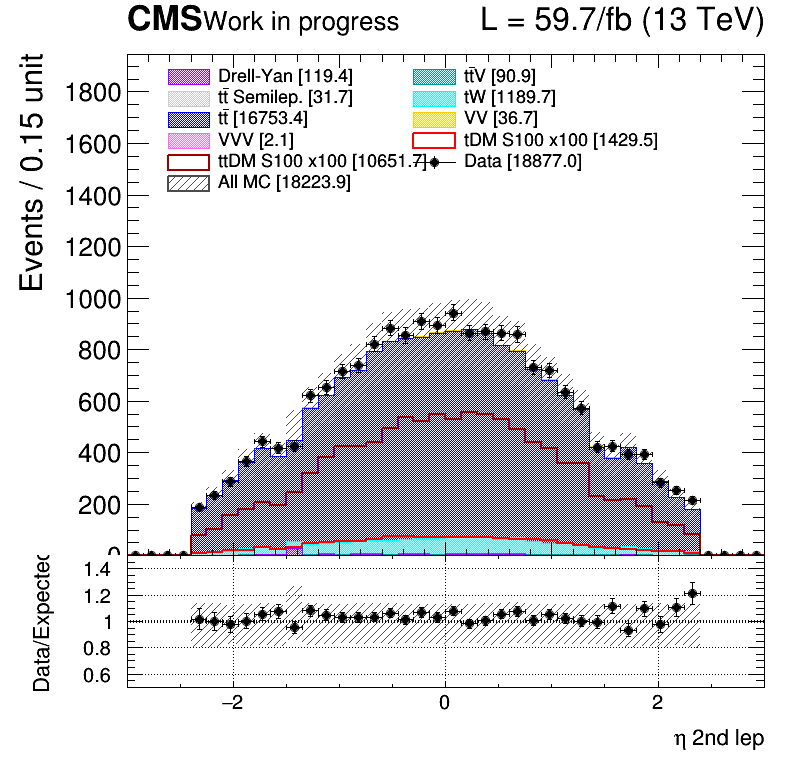 CMS Work in progress L = 59.7/fb (13 TeV)
Events / 0.15 unit
1800
1600
1400
1200
1000
800
600
400
200
0
Drell-Yan [119.4] tt̄V [90.9]
tt̄ Semilep. [31.7] tW [1189.7]
tt̄ [16753.4] VV [36.7]
VVV [2.1] tDM S100 x100 [1429.5]
ttDM S100 x100 [10651.7] Data [18877.0]
All MC [18223.9]
Data/Expected
1.4
1.2
1
0.8
0.6
−2 0 2
η 2nd lep